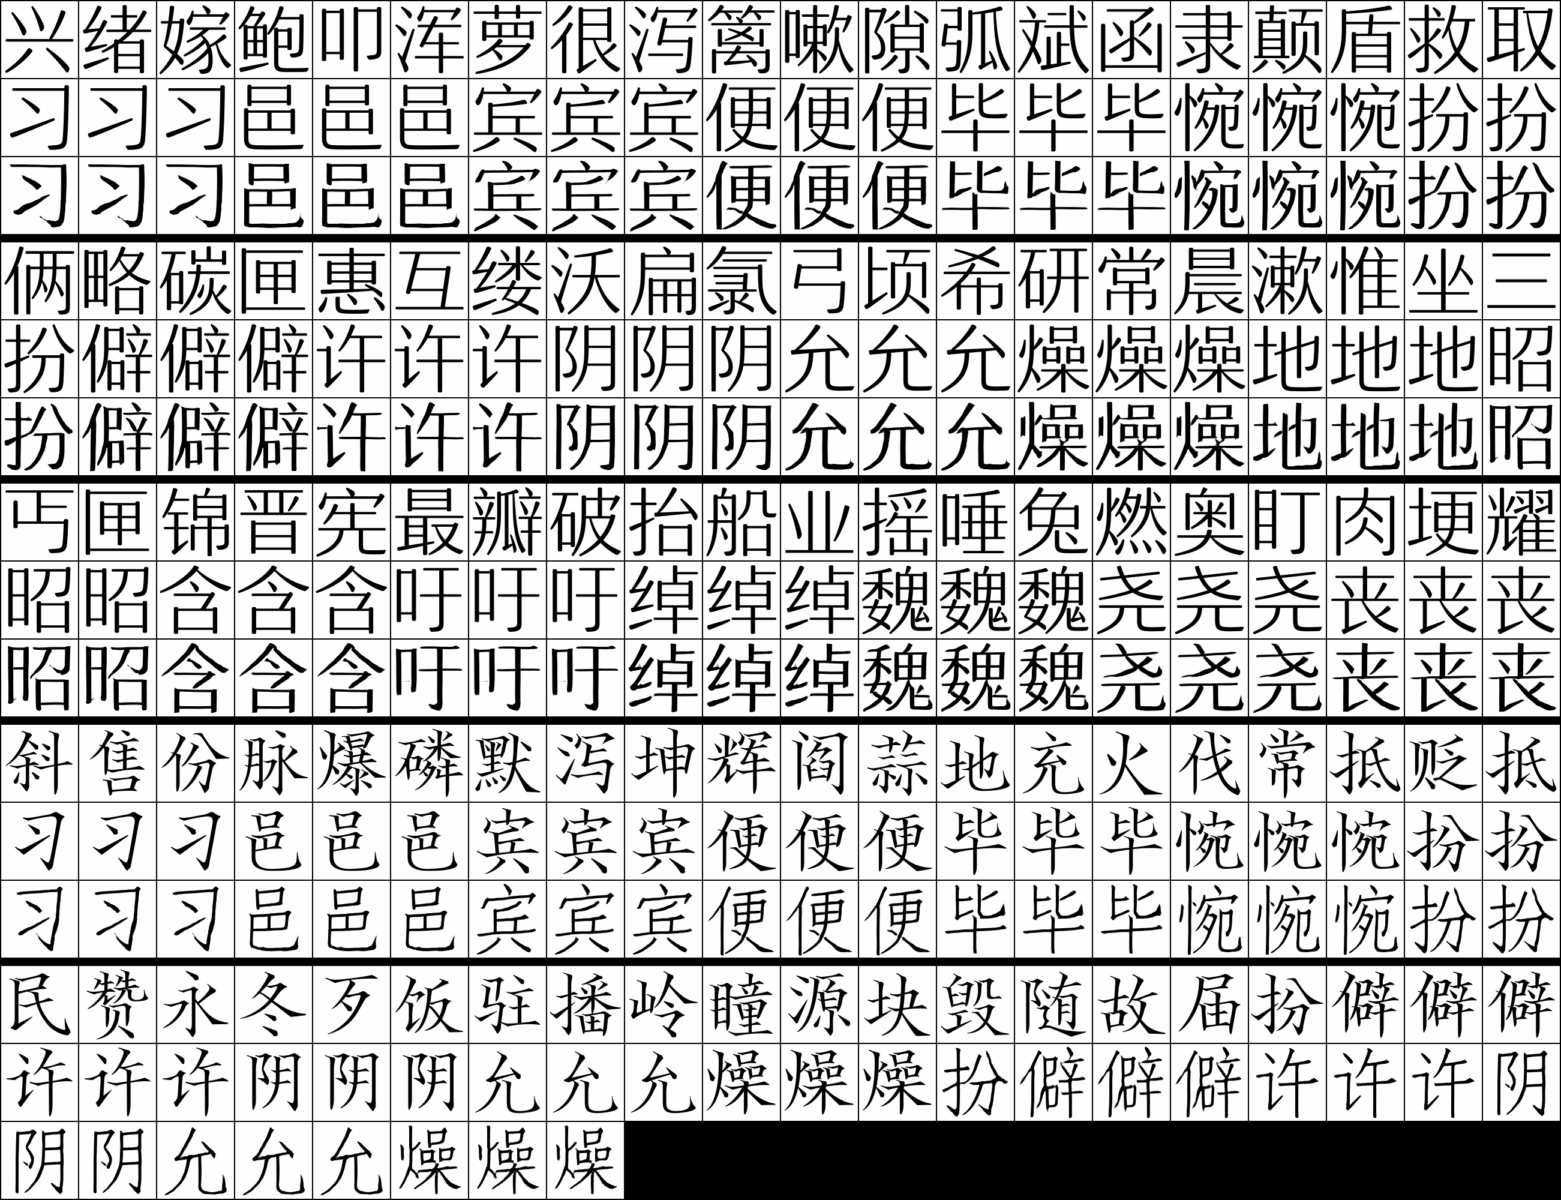 兴绪嫁鲍叩浑萝很泻篱嗽隙弧斌函隶颠盾救取
习习习邑邑邑宾宾宾便便便毕毕毕惋惋惋扮扮
习习习邑邑邑宾宾宾便便便毕毕毕惋惋惋扮扮
俩略碳匣惠互缕沃扁氯弓顷希研常晨漱惟坐三
扮僻僻僻许许许阴阴阴允允允燥燥燥地地地昭
扮僻僻僻许许许阴阴阴允允允燥燥燥地地地昭
丐匣锦晋宪最瓣破抬船业摇唾兔燃奥盯肉埂耀
昭昭含含含吁吁吁绰绰绰魏魏魏尧尧尧丧丧丧
昭昭含含含吁吁吁绰绰绰魏魏魏尧尧尧丧丧丧
斜售份脉爆磷默泻坤辉阎蒜地充火伐常抵贬抵
习习习邑邑邑宾宾宾便便便毕毕毕惋惋惋扮扮
习习习邑邑邑宾宾宾便便便毕毕毕惋惋惋扮扮
民赞永冬歹饭驻播岭瞳源块毁随故届扮僻僻僻
许许许阴阴阴允允允燥燥燥扮僻僻僻许许许阴
阴阴允允允燥燥燥